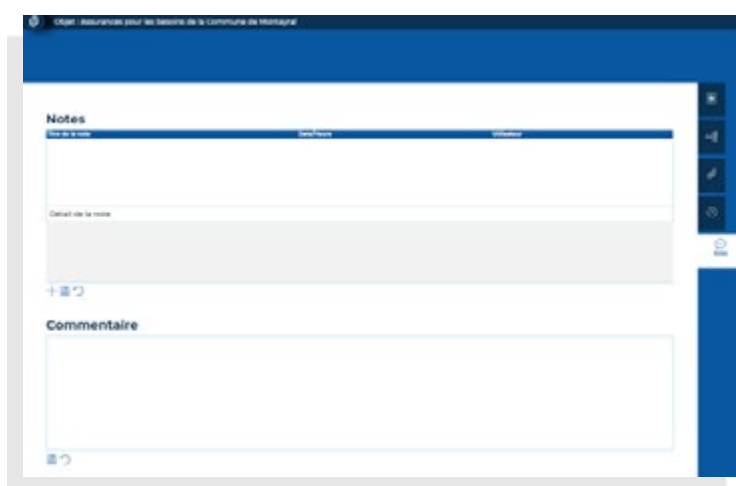 Objet : Assurances pour les besoins de la Commune de Montayral
Notes
Titre de la note Date/Heure Utilisateur
Détail de la note
Notes
Commentaire